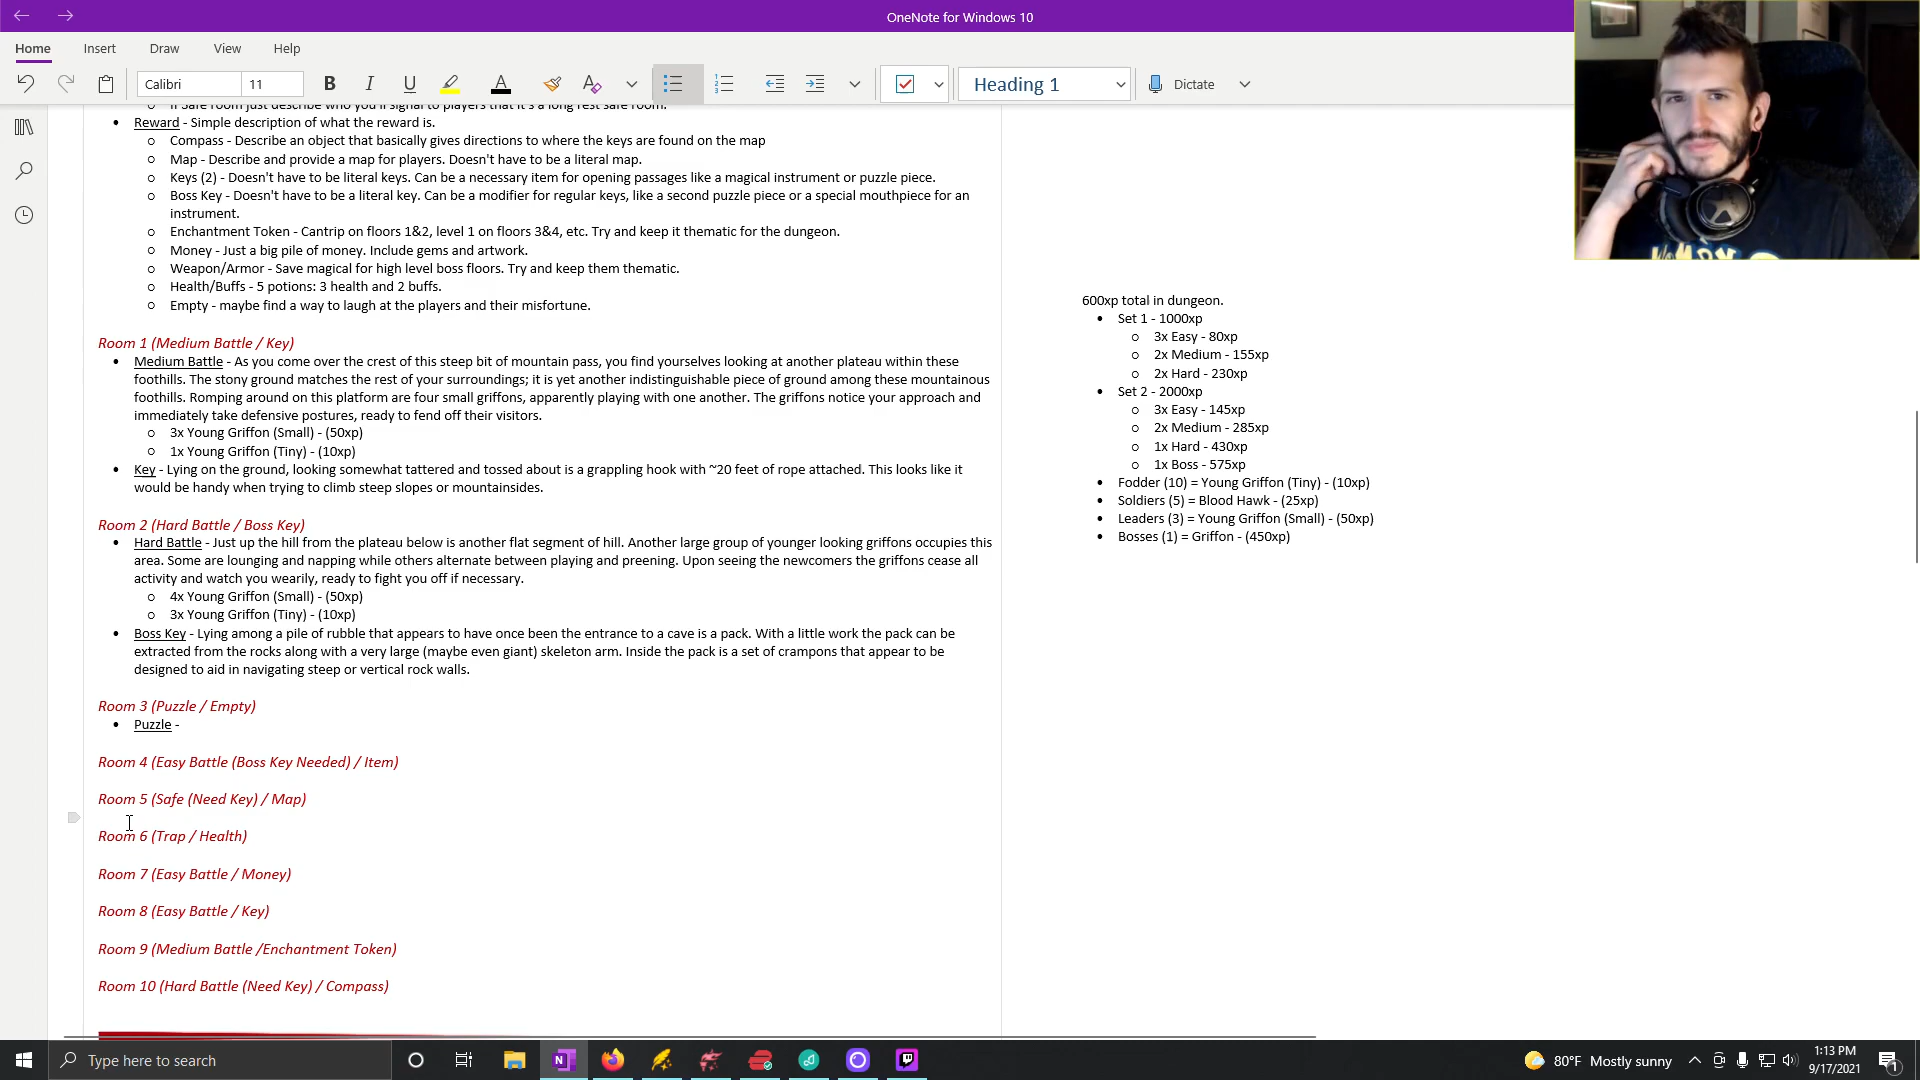 OneNote for Windows 10
Home Insert Draw View Help
Calibri 11 B I U A A Heading 1 Dictate
If Safe room just describe who you'll signal to players that it's a long rest safe room.
Reward - Simple description of what the reward is.
Compass - Describe an object that basically gives directions to where the keys are found on the map
Map - Describe and provide a map for players. Doesn't have to be a literal map.
Keys (2) - Doesn't have to be literal keys. Can be a necessary item for opening passages like a magical instrument or puzzle piece.
Boss Key - Doesn't have to be a literal key. Can be a modifier for regular keys, like a second puzzle piece or a special mouthpiece for an
instrument.
Enchantment Token - Cantrip on floors 1&2, level 1 on floors 3&4, etc. Try and keep it thematic for the dungeon.
Money - Just a big pile of money. Include gems and artwork.
Weapon/Armor - Save magical for high level boss floors. Try and keep them thematic.
Health/Buffs - 5 potions: 3 health and 2 buffs.
Empty - maybe find a way to laugh at the players and their misfortune.
Room 1 (Medium Battle / Key)
Medium Battle - As you come over the crest of this steep bit of mountain pass, you find yourselves looking at another plateau within these
foothills. The stony ground matches the rest of your surroundings; it is yet another indistinguishable piece of ground among these mountainous
foothills. Romping around on this platform are four small griffons, apparently playing with one another. The griffons notice your approach and
immediately take defensive postures, ready to fend off their visitors.
3x Young Griffon (Small) - (50xp)
1x Young Griffon (Tiny) - (10xp)
Key - Lying on the ground, looking somewhat tattered and tossed about is a grappling hook with ~20 feet of rope attached. This looks like it
would be handy when trying to climb steep slopes or mountainsides.
Room 2 (Hard Battle / Boss Key)
Hard Battle - Just up the hill from the plateau below is another flat segment of hill. Another large group of younger looking griffons occupies this
area. Some are lounging and napping while others alternate between playing and preening. Upon seeing the newcomers the griffons cease all
activity and watch you wearily, ready to fight you off if necessary.
4x Young Griffon (Small) - (50xp)
3x Young Griffon (Tiny) - (10xp)
Boss Key - Lying among a pile of rubble that appears to have once been the entrance to a cave is a pack. With a little work the pack can be
extracted from the rocks along with a very large (maybe even giant) skeleton arm. Inside the pack is a set of crampons that appear to be
designed to aid in navigating steep or vertical rock walls.
Room 3 (Puzzle / Empty)
Puzzle -
Room 4 (Easy Battle (Boss Key Needed) / Item)
Room 5 (Safe (Need Key) / Map)
Room 6 (Trap / Health)
Room 7 (Easy Battle / Money)
Room 8 (Easy Battle / Key)
Room 9 (Medium Battle /Enchantment Token)
Room 10 (Hard Battle (Need Key) / Compass)
600xp total in dungeon.
Set 1 - 1000xp
3x Easy - 80xp
2x Medium - 155xp
2x Hard - 230xp
Set 2 - 2000xp
3x Easy - 145xp
2x Medium - 285xp
1x Hard - 430xp
1x Boss - 575xp
Fodder (10) = Young Griffon (Tiny) - (10xp)
Soldiers (5) = Blood Hawk - (25xp)
Leaders (3) = Young Griffon (Small) - (50xp)
Bosses (1) = Griffon - (450xp)
Type here to search
80°F Mostly sunny
1:13 PM
9/17/2021